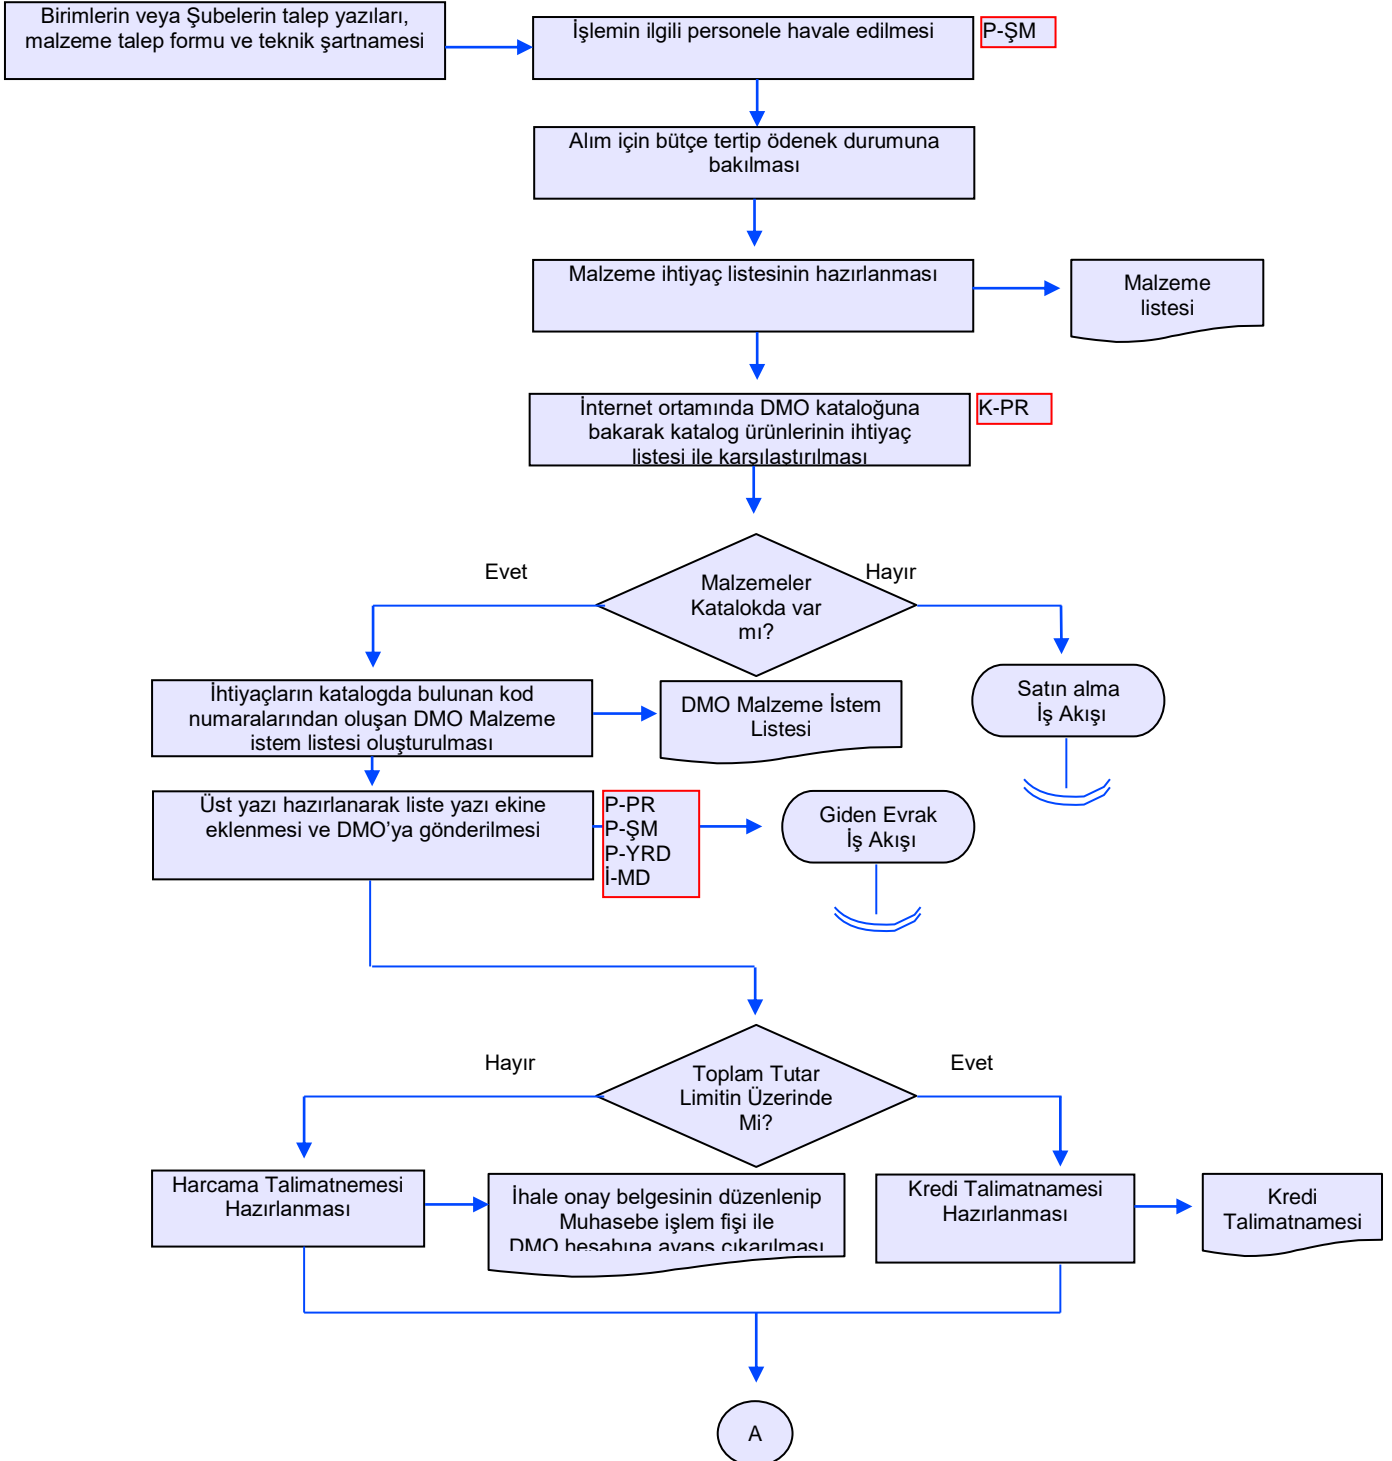 Birimlerin veya Şubelerin talep yazıları,
malzeme talep formu ve teknik şartnamesi
İşlemin ilgili personele havale edilmesi
P-ŞM
Alım için bütçe tertip ödenek durumuna
bakılması
Malzeme ihtiyaç listesinin hazırlanması
Malzeme
listesi
İnternet ortamında DMO kataloğuna
bakarak katalog ürünlerinin ihtiyaç
listesi ile karşılaştırılması
K-PR
Evet
Malzemeler
Katalokda var
mı?
Hayır
İhtiyaçların katalogda bulunan kod
numaralarından oluşan DMO Malzeme
istem listesi oluşturulması
DMO Malzeme İstem
Listesi
Satın alma
İş Akışı
Üst yazı hazırlanarak liste yazı ekine
eklenmesi ve DMO’ya gönderilmesi
P-PR
P-ŞM
P-YRD
İ-MD
Giden Evrak
İş Akışı
Hayır
Toplam Tutar
Limitin Üzerinde
Mi?
Evet
Harcama Talimatnemesi
Hazırlanması
İhale onay belgesinin düzenlenip
Muhasebe işlem fişi ile
DMO hesabına avans çıkarılması
Kredi Talimatnamesi
Hazırlanması
Kredi
Talimatnamesi
A